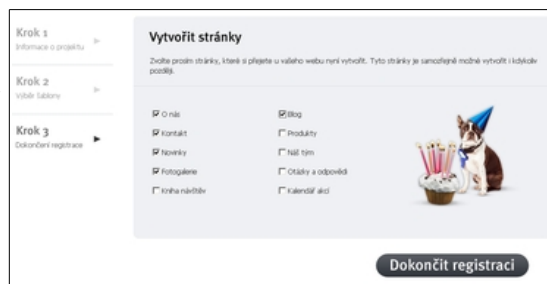 Krok 1
Informace o projektu
Krok 2
Výběr šablony
Krok 3
Dokončení registrace
Vytvořit stránky
Zvolte prosím stránky, které si přejete u vašeho webu nyní vytvořit. Tyto stránky je samozřejmě možné vytvořit i kdykoliv
později.
O nás
Kontakt
Novinky
Fotogalerie
Kniha návštěv
Blog
Produkty
Náš tým
Otázky a odpovědi
Kalendář akcí
Dokončit registraci